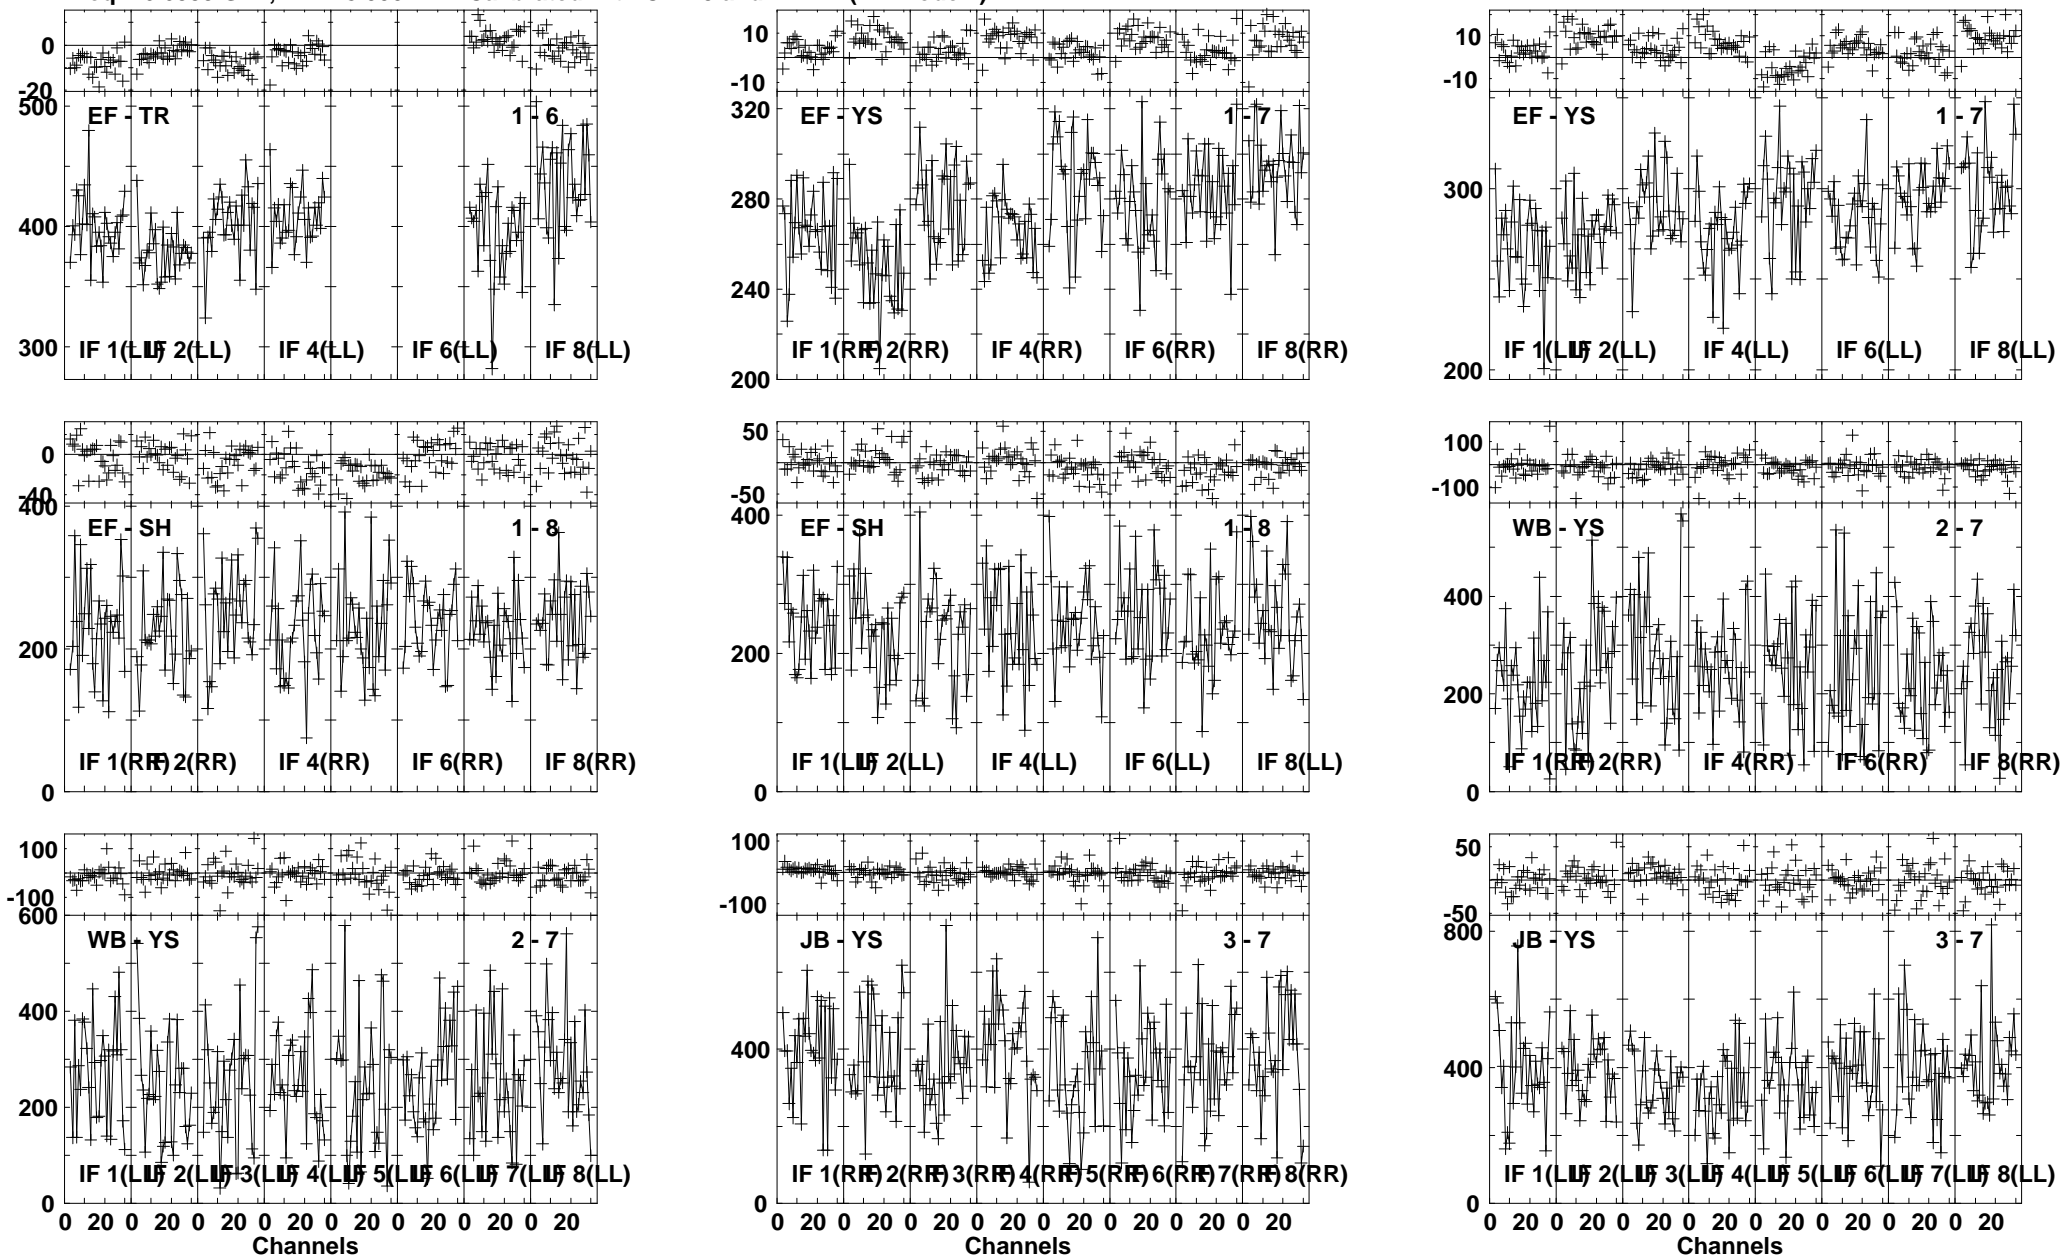 0
-20
10
-10
10
-10
500
400
300
EF - TR 1 - 6
IF 1(LL) IF 2(LL) IF 4(LL) IF 6(LL) IF 8(LL)
320
280
240
200
EF - YS 1 - 7
IF 1(RR) IF 2(RR) IF 4(RR) IF 6(RR) IF 8(RR)
300
200
EF - YS 1 - 7
IF 1(LL) IF 2(LL) IF 4(LL) IF 6(LL) IF 8(LL)
0
40
50
-50
100
-100
400
200
0
EF - SH 1 - 8
IF 1(RR) IF 2(RR) IF 4(RR) IF 6(RR) IF 8(RR)
400
200
0
EF - SH 1 - 8
IF 1(LL) IF 2(LL) IF 4(LL) IF 6(LL) IF 8(LL)
400
200
0
WB - YS 2 - 7
IF 1(RR) IF 2(RR) IF 4(RR) IF 6(RR) IF 8(RR)
100
-100
100
-100
50
-50
600
400
200
0
WB - YS 2 - 7
IF 1(LL) IF 2(LL) IF 3(LL) IF 4(LL) IF 5(LL) IF 6(LL) IF 7(LL) IF 8(LL)
400
0
JB - YS 3 - 7
IF 1(RR) IF 2(RR) IF 3(RR) IF 4(RR) IF 5(RR) IF 6(RR) IF 7(RR) IF 8(RR)
800
400
0
JB - YS 3 - 7
IF 1(LL) IF 2(LL) IF 3(LL) IF 4(LL) IF 5(LL) IF 6(LL) IF 7(LL) IF 8(LL)
0 20 0 20 0 20 0 20 0 20 0 20 0 20 0 20
Channels
0 20 0 20 0 20 0 20 0 20 0 20 0 20 0 20
Channels
0 20 0 20 0 20 0 20 0 20 0 20 0 20 0 20
Channels